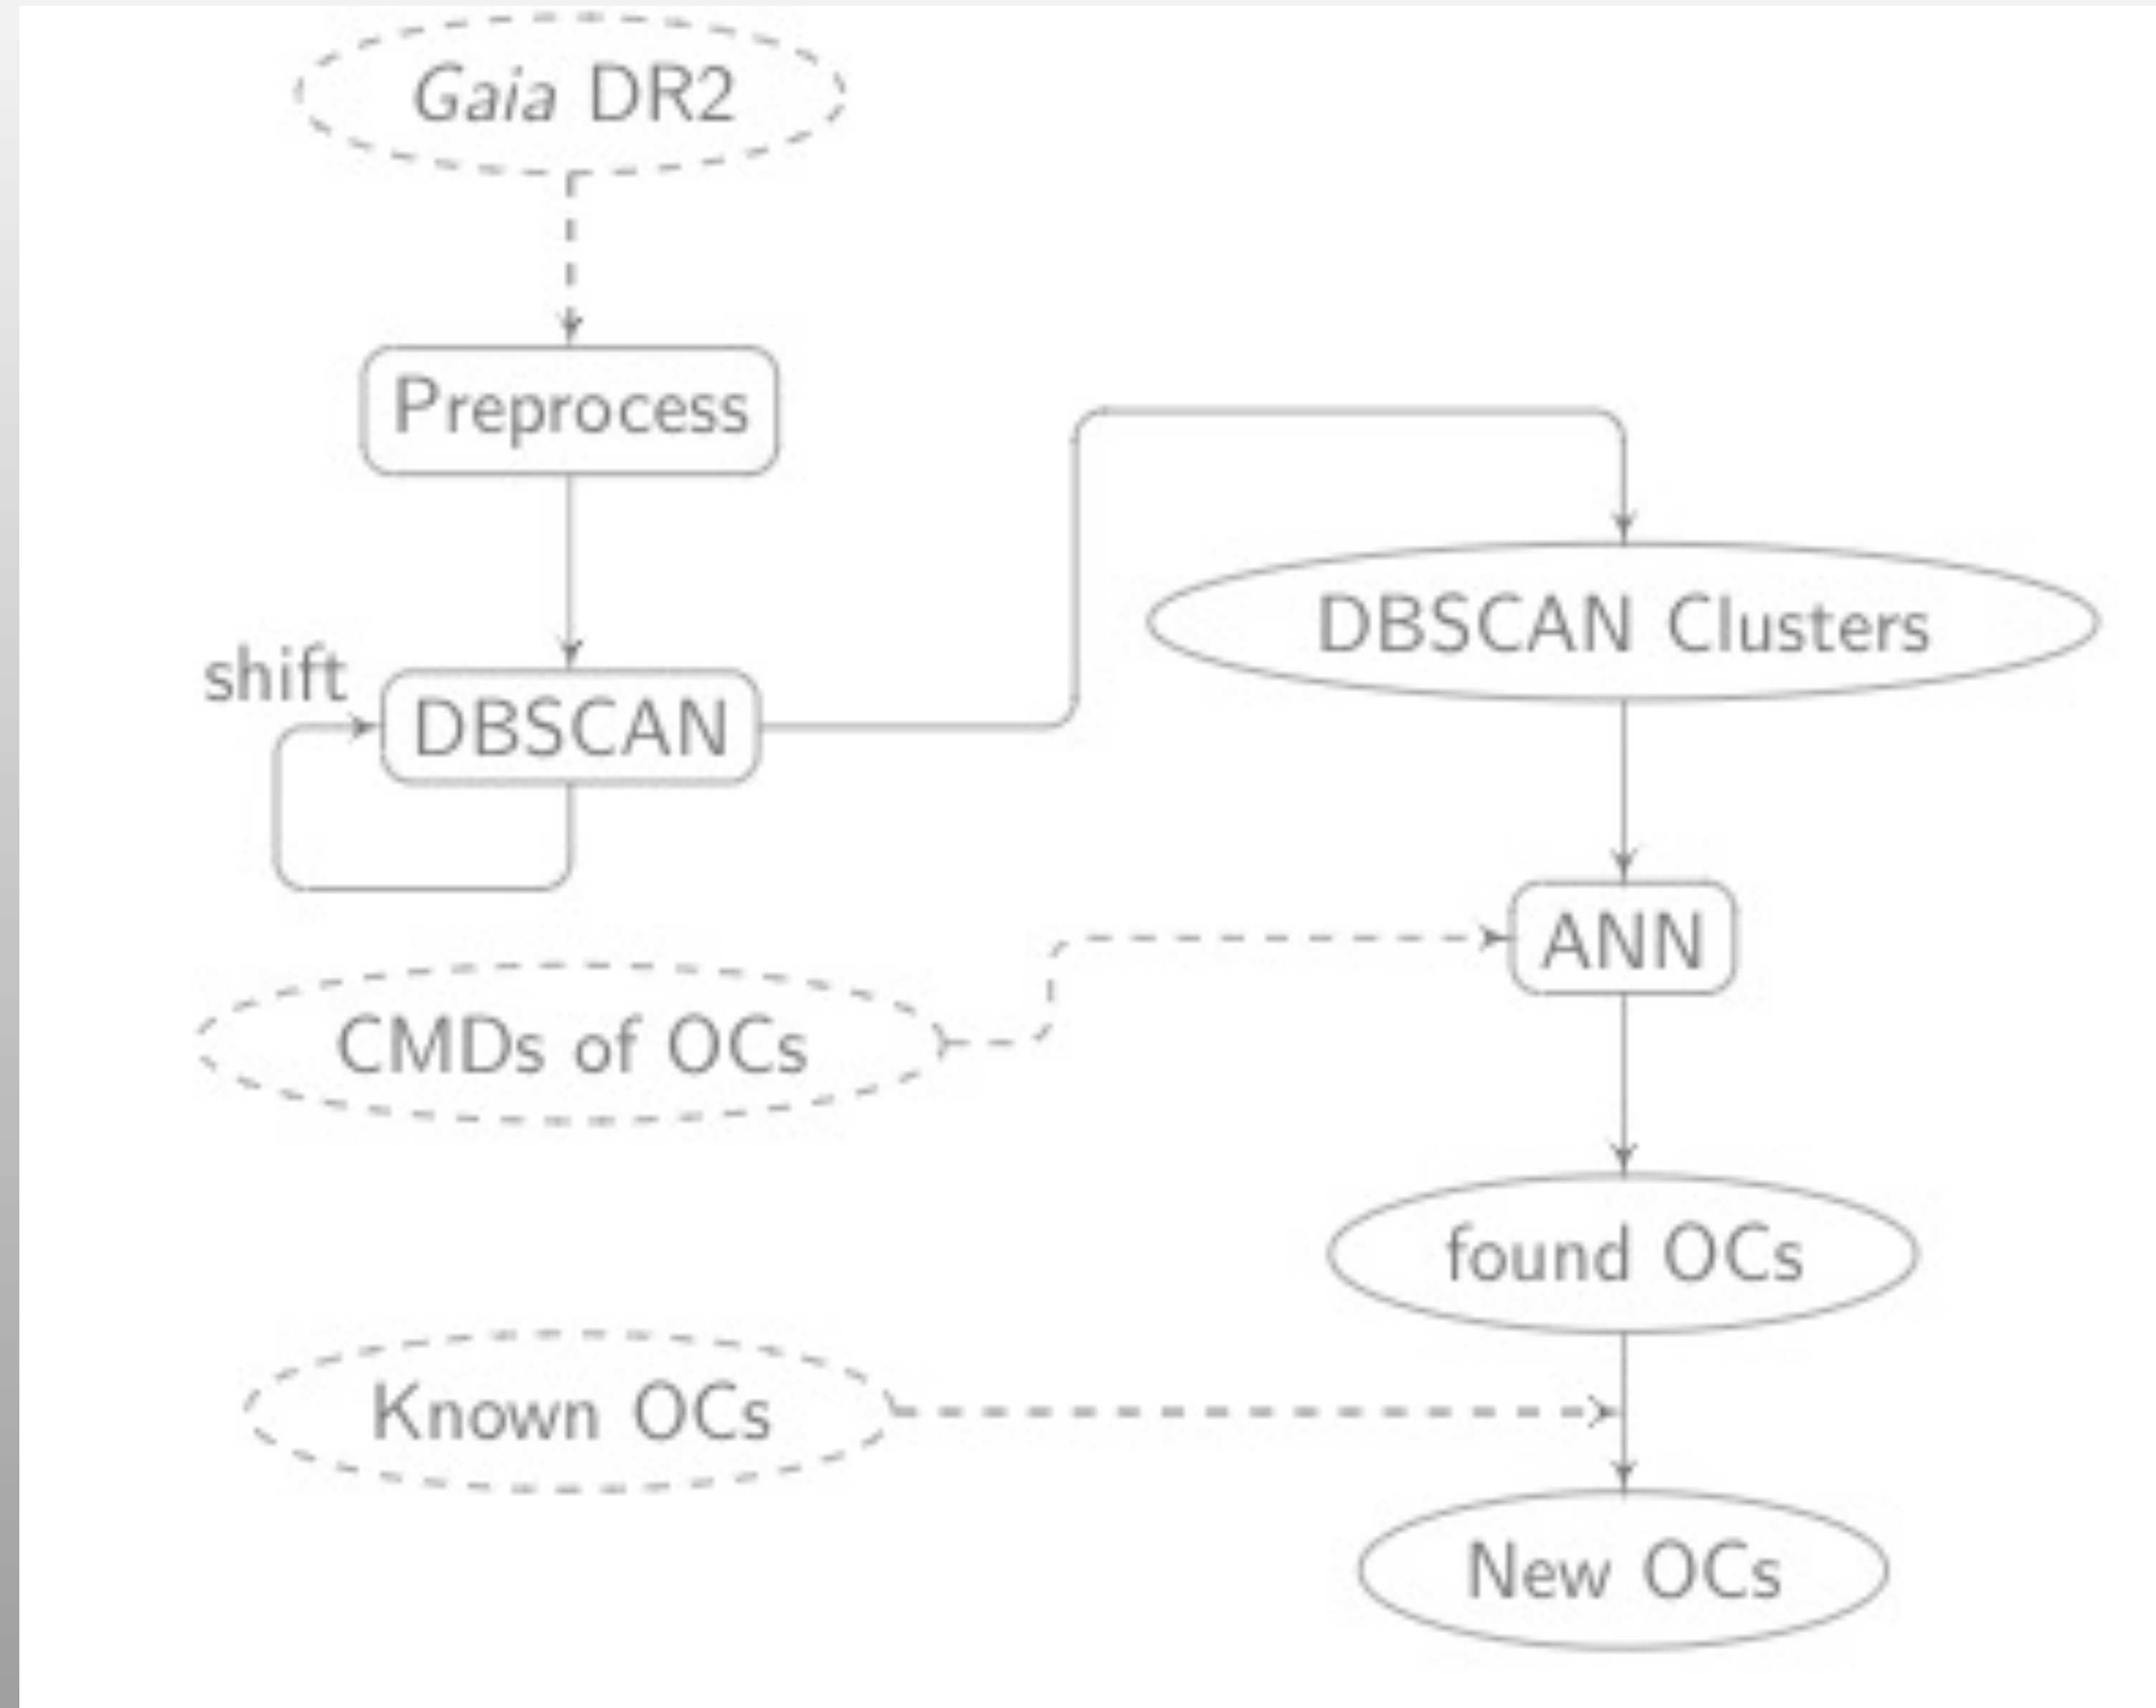 Gaia DR2
Preprocess
shift
DBSCAN
DBSCAN Clusters
ANN
CMDs of OCs
found OCs
Known OCs
New OCs